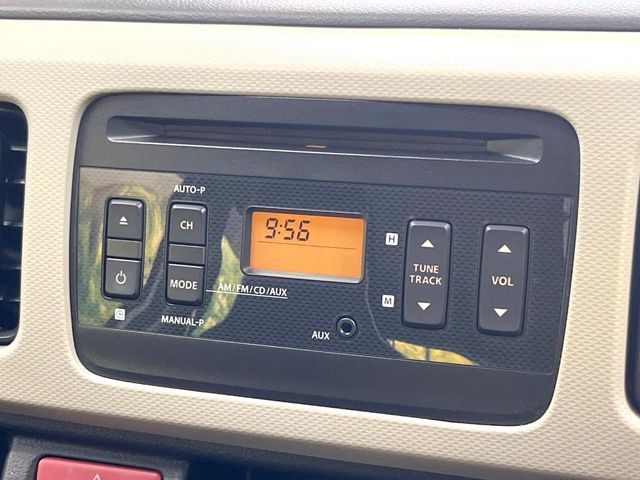 AUTO-P
CH
9:56
H
TUNE
TRACK
VOL
MODE
AM/FM/CD/AUX
M
MANUAL-P
AUX